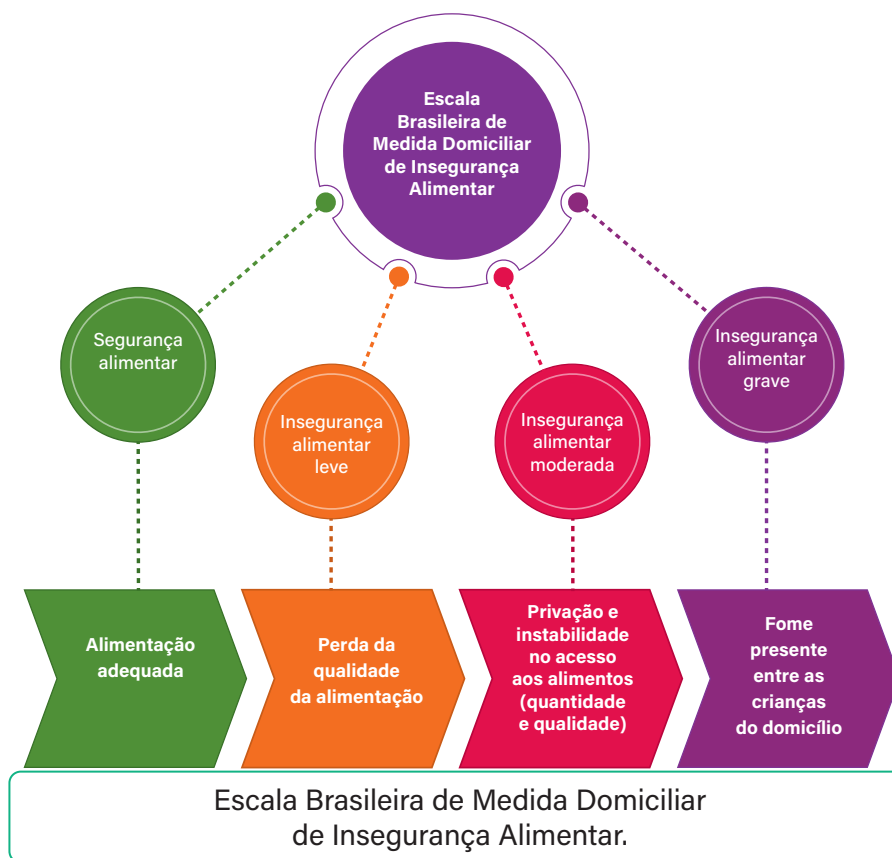 Escala
Brasileira de
Medida Domiciliar
de Insegurança
Alimentar
Segurança
alimentar
Insegurança
alimentar
leve
Insegurança
alimentar
moderada
Insegurança
alimentar
grave
Alimentação
adequada
Perda da
qualidade
da alimentação
Privação e
instabilidade
no acesso
aos alimentos
(quantidade
e qualidade)
Fome
presente
entre as
crianças
do domicílio
Escala Brasileira de Medida Domiciliar
de Insegurança Alimentar.